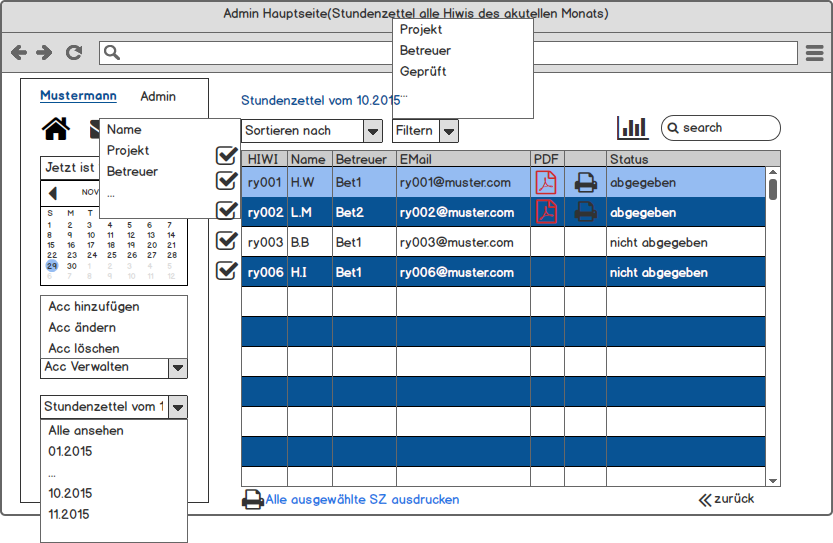 Admin Hauptseite(Stundenzettel alle Hiwis des akutellen Monats)
Projekt
Betreuer
Geprüft
...
Mustermann Admin
Stundenzettel vom 10.2015
Name
Projekt
Betreuer
...
Sortieren nach
Filtern
search
Jetzt ist
NOV
S M T
1 2 3 4 5 6 7
8 9 10 11 12 13 14
15 16 17 18 19 20 21
22 23 24 25 26 27 28
29 30 1 2 3 4 5
6 7 8 9 10 11 12
HIWI Name Betreuer EMail PDF Status
ry001 H.W Bet1 ry001@muster.com abgegeben
ry002 L.M Bet2 ry002@muster.com abgegeben
ry003 B.B Bet1 ry003@muster.com nicht abgegeben
ry006 H.I Bet1 ry006@muster.com nicht abgegeben
Acc hinzufügen
Acc ändern
Acc löschen
Acc Verwalten
Stundenzettel vom 1
Alle ansehen
01.2015
...
10.2015
11.2015
Alle ausgewählte SZ ausdrucken
zurück